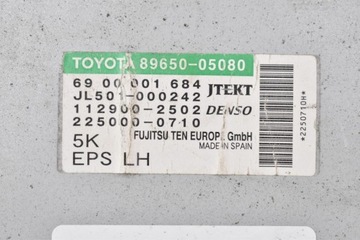 TOYOTA 89650-05080
69 00 001 684 JTEKT
JL501-000242
112900-2502 DENSO
225000-0710
FUJITSU TEN EUROPE GmbH
MADE IN SPAIN
5K
EPS LH
*2250710H*